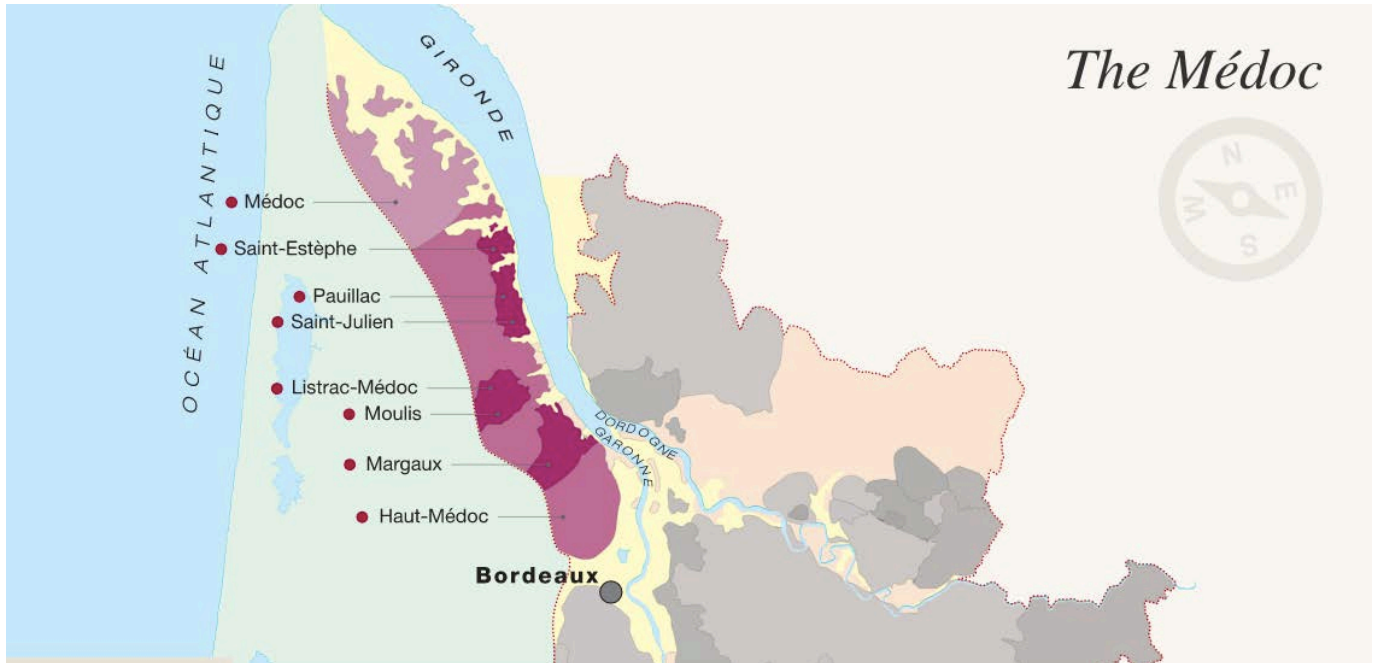 The Médoc
GIRONDE
OCÉAN ATLANTIQUE
N
E
W
S
Médoc
Saint-Estèphe
Pauillac
Saint-Julien
Listrac-Médoc
Moulis
DORDOGNE
GARONNE
Margaux
Haut-Médoc
Bordeaux